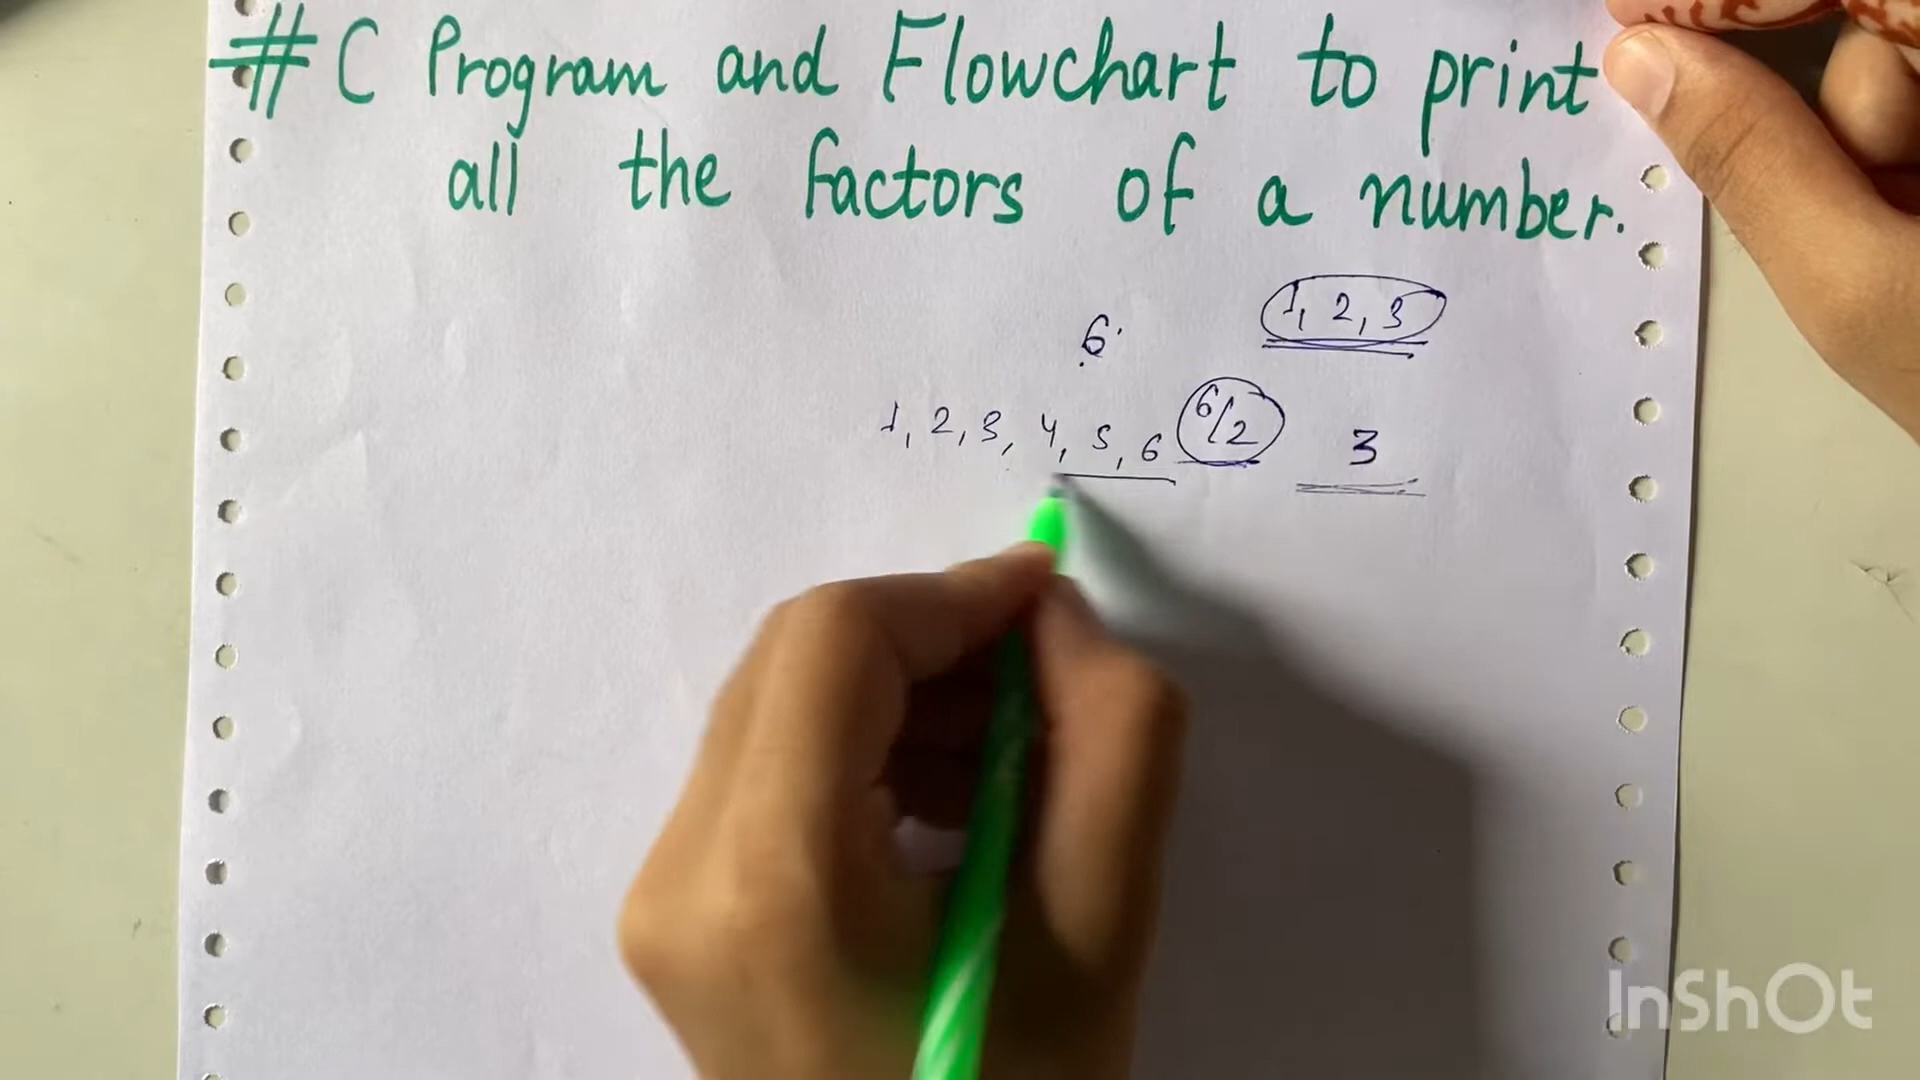 # C Program and Flowchart to print
all the factors of a number.
1, 2, 3
6
1, 2, 3, 4, 5, 6 6/2 3
InShOt